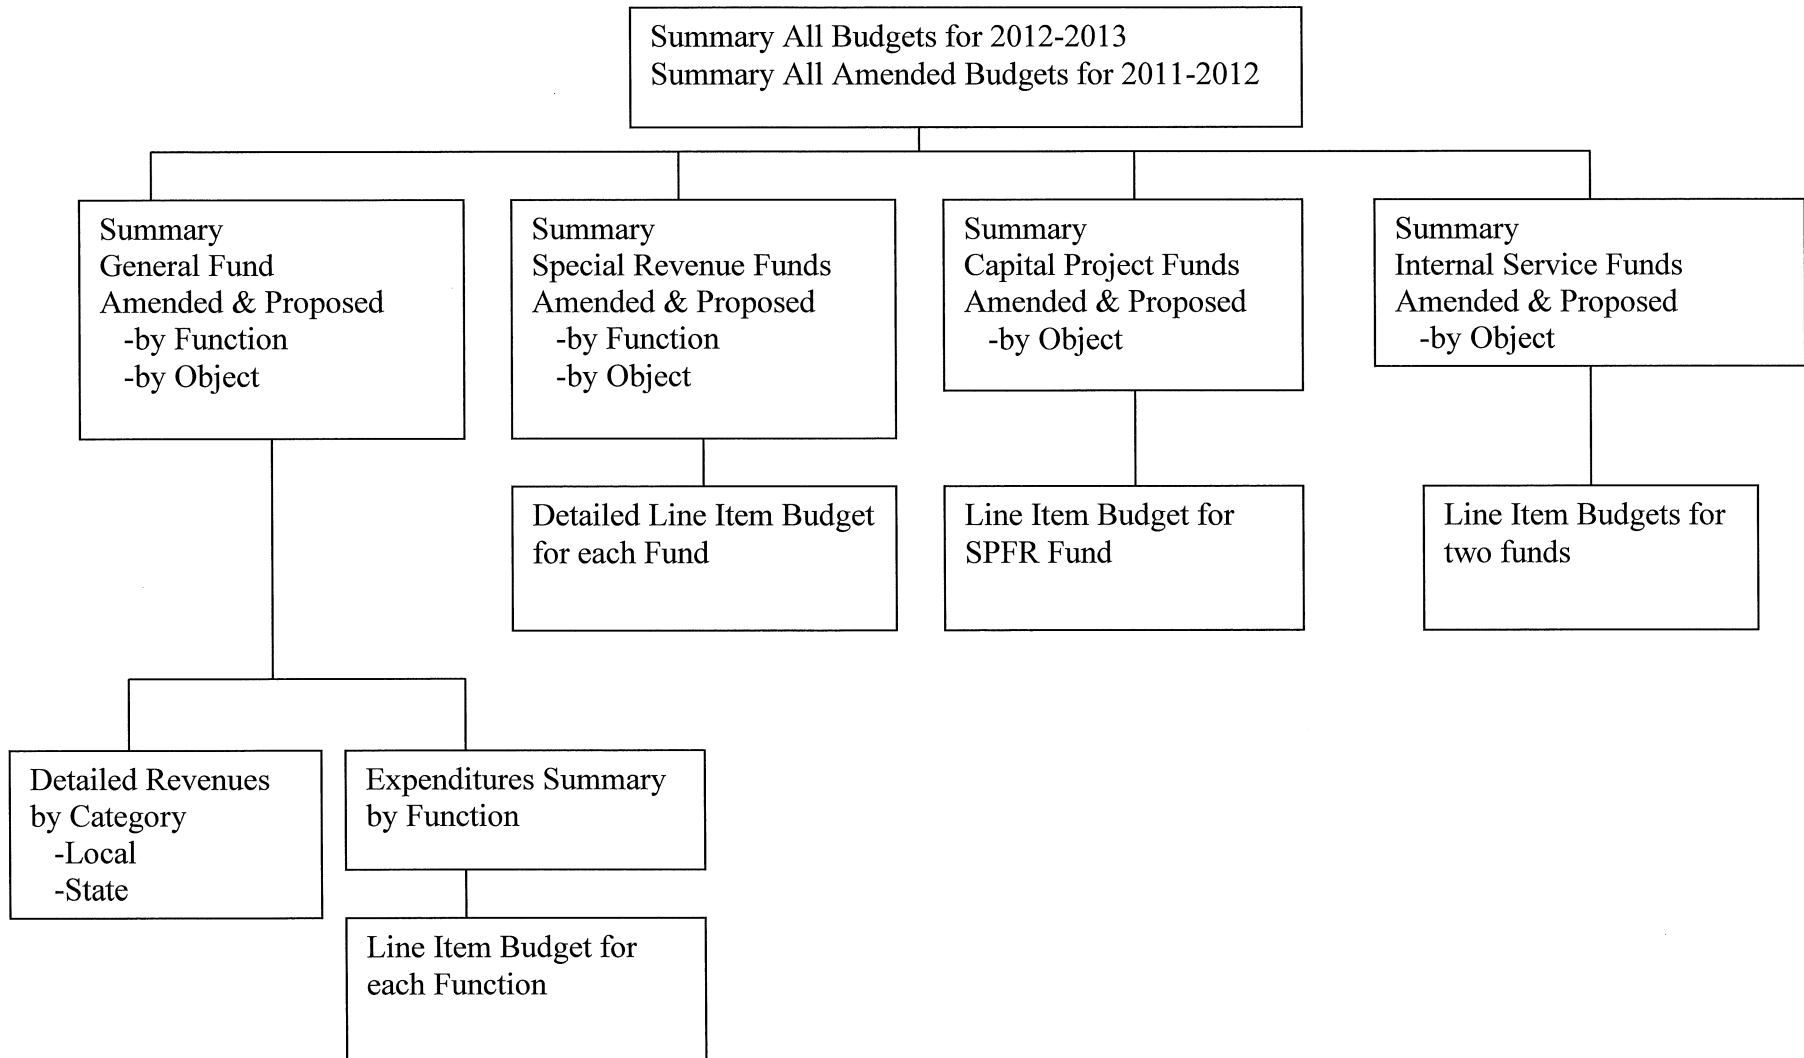 Summary All Budgets for 2012-2013
Summary All Amended Budgets for 2011-2012
Summary
General Fund
Amended & Proposed
-by Function
-by Object
Summary
Special Revenue Funds
Amended & Proposed
-by Function
-by Object
Summary
Capital Project Funds
Amended & Proposed
-by Object
Summary
Internal Service Funds
Amended & Proposed
-by Object
Detailed Line Item Budget
for each Fund
Line Item Budget for
SPFR Fund
Line Item Budgets for
two funds
Detailed Revenues
by Category
-Local
-State
Expenditures Summary
by Function
Line Item Budget for
each Function